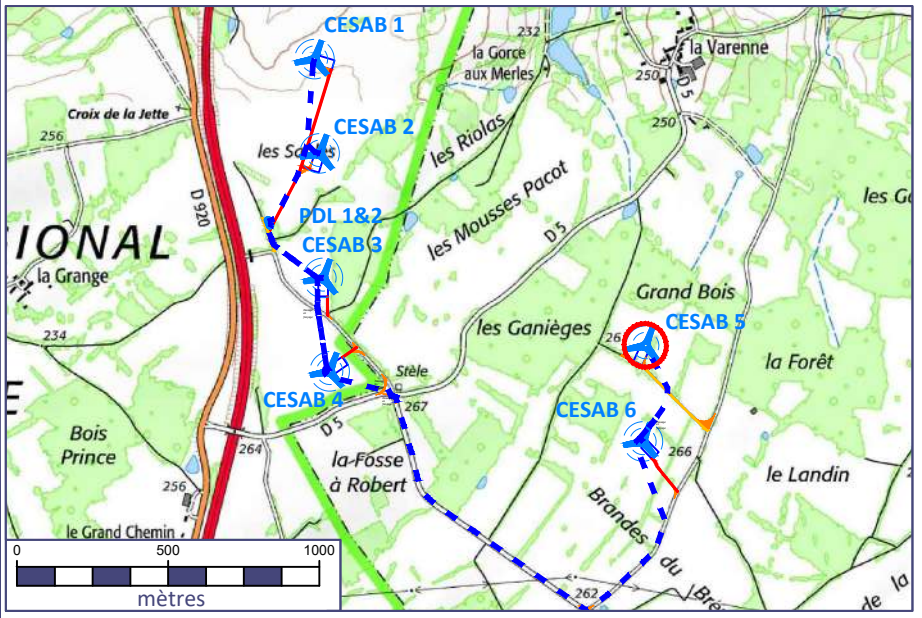 CESAB 1
232
la Varenne
la Gorce
aux Merles
250
D 5
Croix de la Jette
256
CESAB 2
les Riolas
250
D 920
les Mousses Pacot
PDL 1&2
IONAL
CESAB 3
D 5
la Grange
Grand Bois
234
les Ganièges
CESAB 5
la Forêt
Stèle
CESAB 4
267
CESAB 6
D 5
Bois
Prince
264
la Fosse
à Robert
266
le Landin
256
Brandes du
le Grand Chemin
262
de la
0 500 1000
mètres